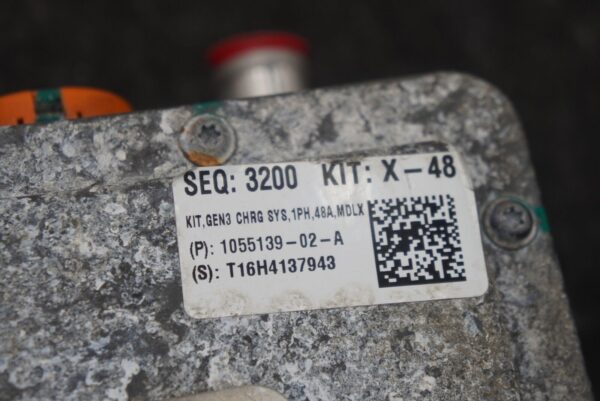 SEQ: 3200 KIT: X-48
KIT,GEN3 CHRG SYS,1PH,48A,MDLX
(P): 1055139-02-A
(S): T16H4137943